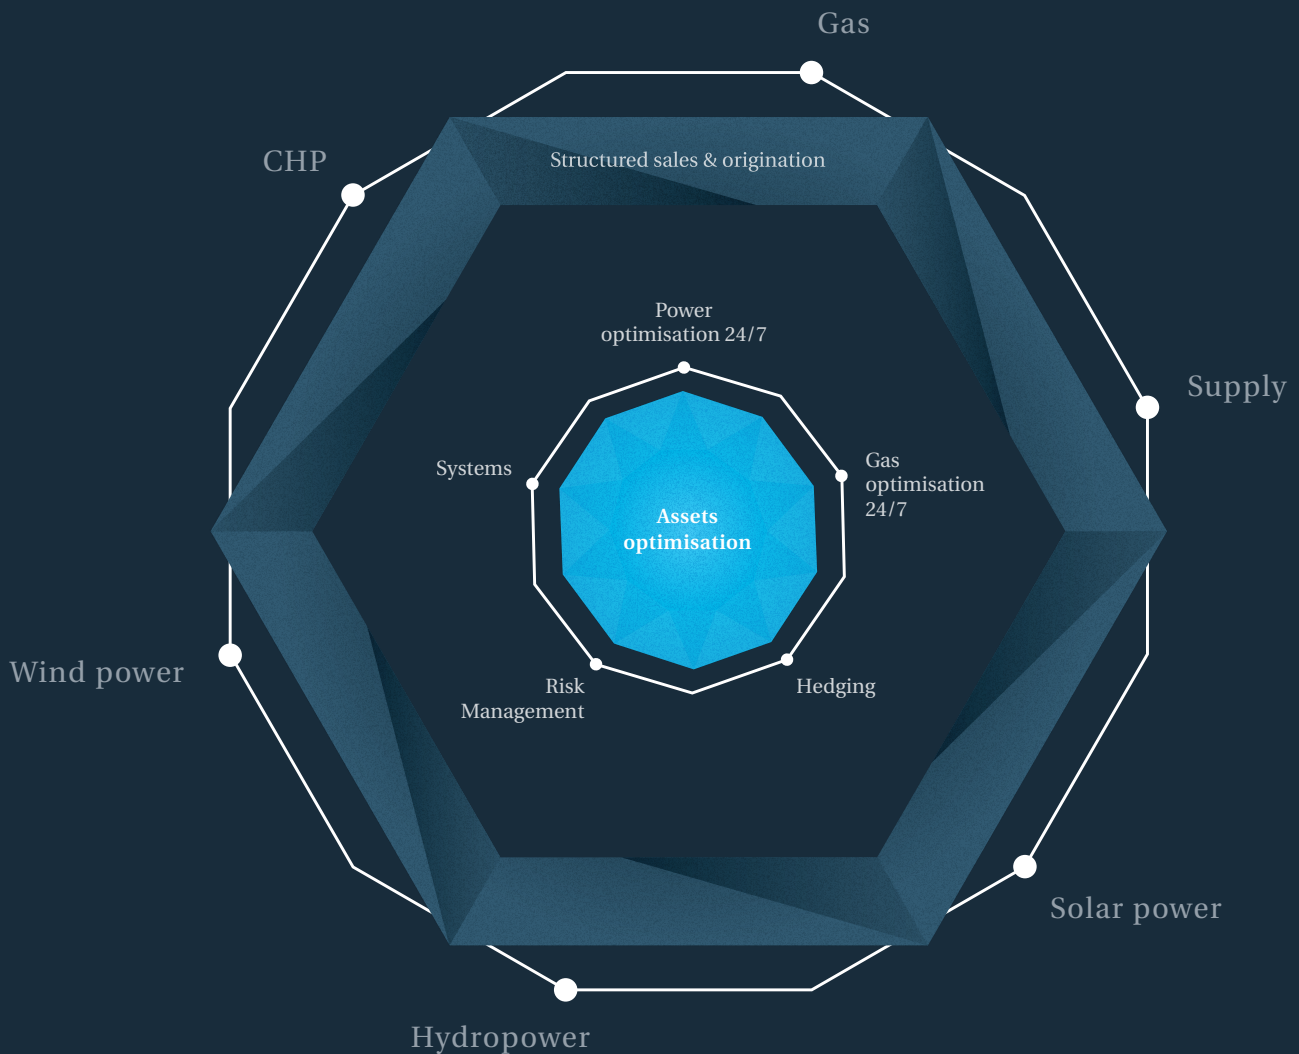 Gas
CHP
Structured sales & origination
Power
optimisation 24/7
Supply
Systems
Gas
optimisation
24/7
Assets
optimisation
Wind power
Risk
Management
Hedging
Solar power
Hydropower